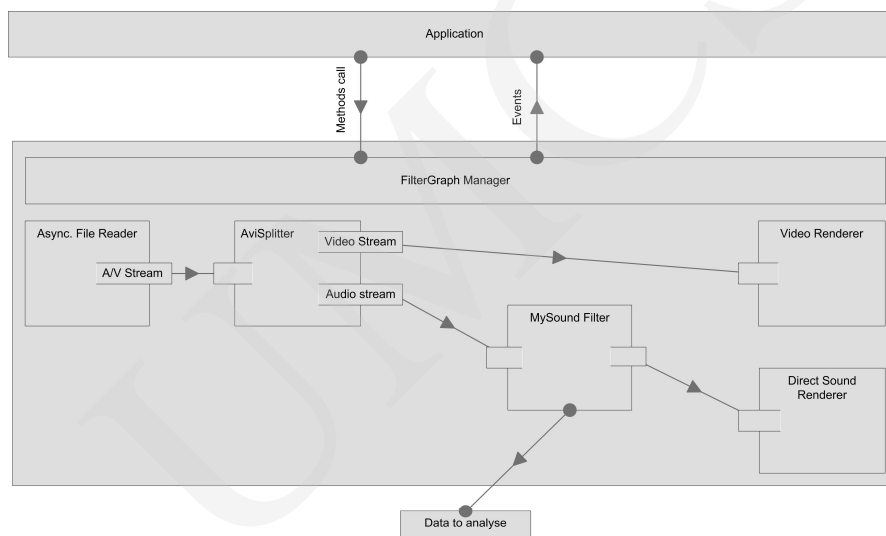 Application
Methods call
Events
FilterGraph Manager
Async. File Reader
AviSplitter
Video Stream
Video Renderer
A/V Stream
Audio stream
MySound Filter
Direct Sound
Renderer
Data to analyse
UMCS